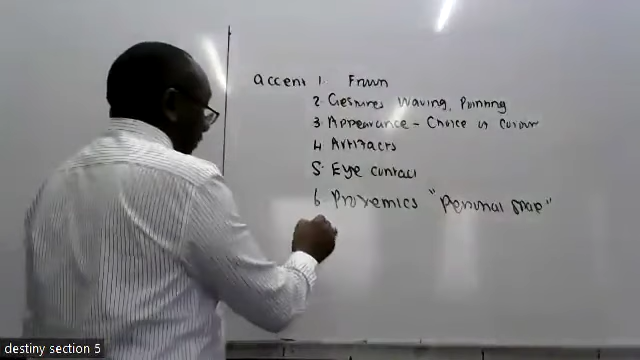 accent 1. Frown
2. Gestures Waving, Pointing
3. Appearance - Choice of Colour
4 Artifacts
5. Eye contact
6 Proxemics "Personal Space"
destiny section 5